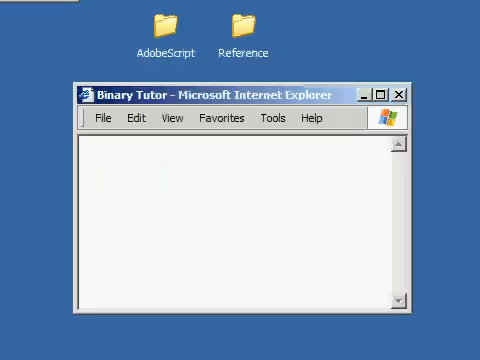 AdobeScript
Reference
Binary Tutor - Microsoft Internet Explorer
File Edit View Favorites Tools Help